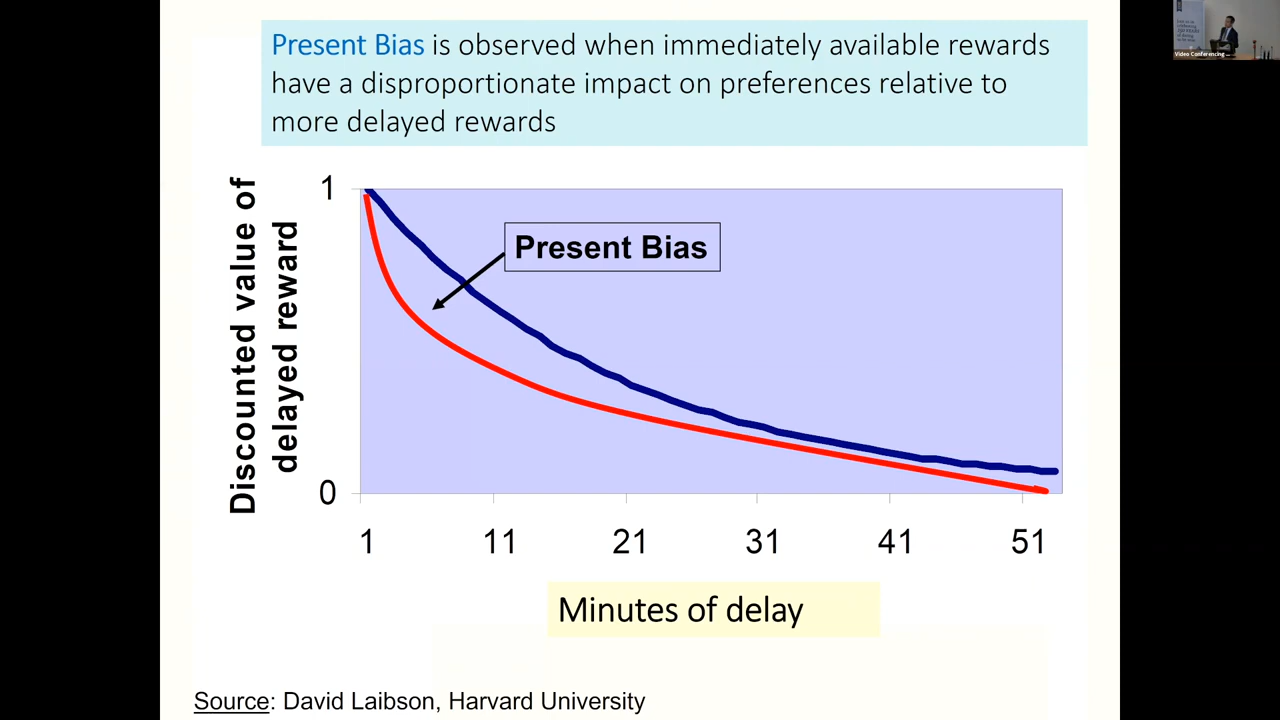 Present Bias is observed when immediately available rewards
have a disproportionate impact on preferences relative to
more delayed rewards
Discounted value of
delayed reward
1
0
Present Bias
1 11 21 31 41 51
Minutes of delay
Source: David Laibson, Harvard University
Video Conferencing ...